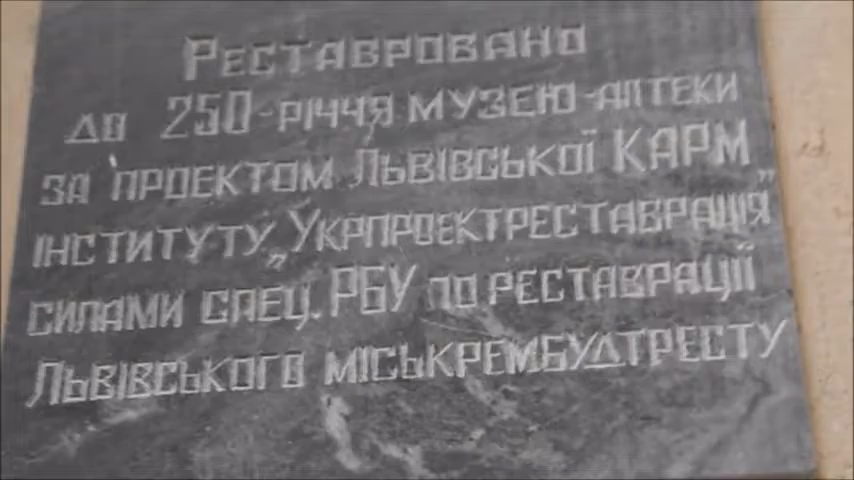 Реставровано
до 250-річчя музею-аптеки
за проектом Львівської КАРМ
інституту „Укрпроектреставрація”
силами спец. РБУ по реставрації
Львівського міськрембудтресту